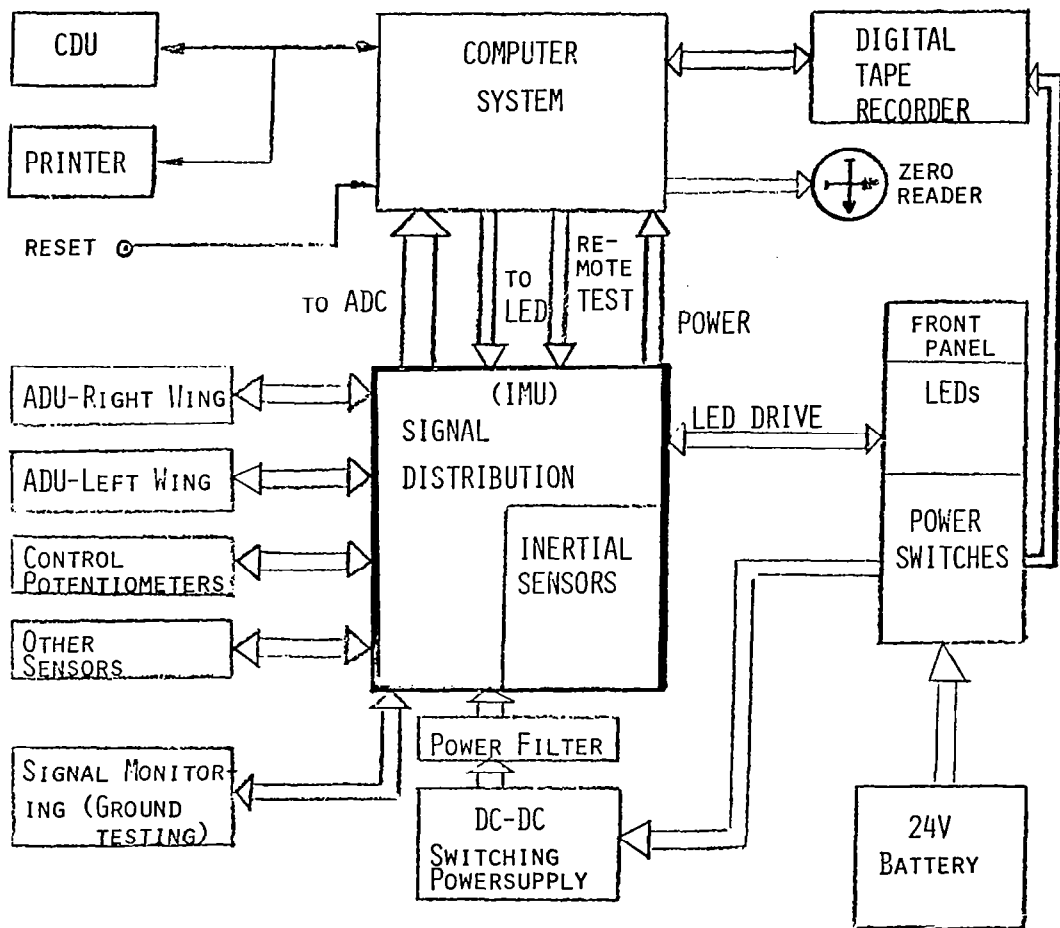 CDU
PRINTER
RESET
COMPUTER
SYSTEM
DIGITAL
TAPE
RECORDER
ZERO
READER
TO ADC
TO
LED
RE-
MOTE
TEST
POWER
FRONT
PANEL
LEDs
POWER
SWITCHES
ADU-RIGHT WING
ADU-LEFT WING
CONTROL
POTENTIOMETERS
OTHER
SENSORS
(IMU)
SIGNAL
DISTRIBUTION
INERTIAL
SENSORS
LED DRIVE
SIGNAL MONITOR-
ING (GROUND
TESTING)
POWER FILTER
DC-DC
SWITCHING
POWERSUPPLY
24V
BATTERY